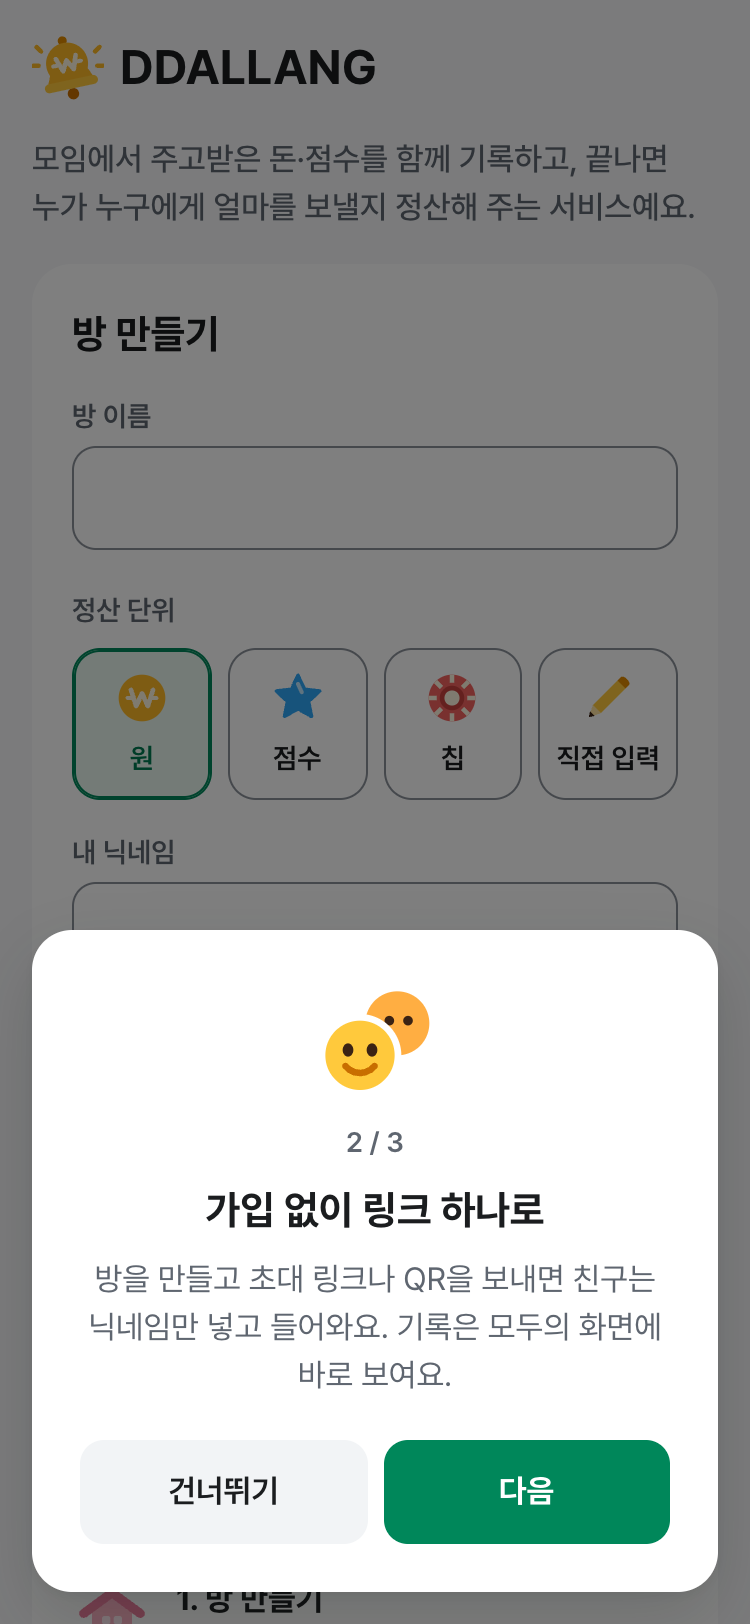 DDALLANG
모임에서 주고받은 돈·점수를 함께 기록하고, 끝나면
누가 누구에게 얼마를 보낼지 정산해 주는 서비스예요.
방 만들기
방 이름
정산 단위
원
점수
칩
직접 입력
내 닉네임
2 / 3
가입 없이 링크 하나로
방을 만들고 초대 링크나 QR을 보내면 친구는
닉네임만 넣고 들어와요. 기록은 모두의 화면에
바로 보여요.
건너뛰기
다음
1. 방 만들기